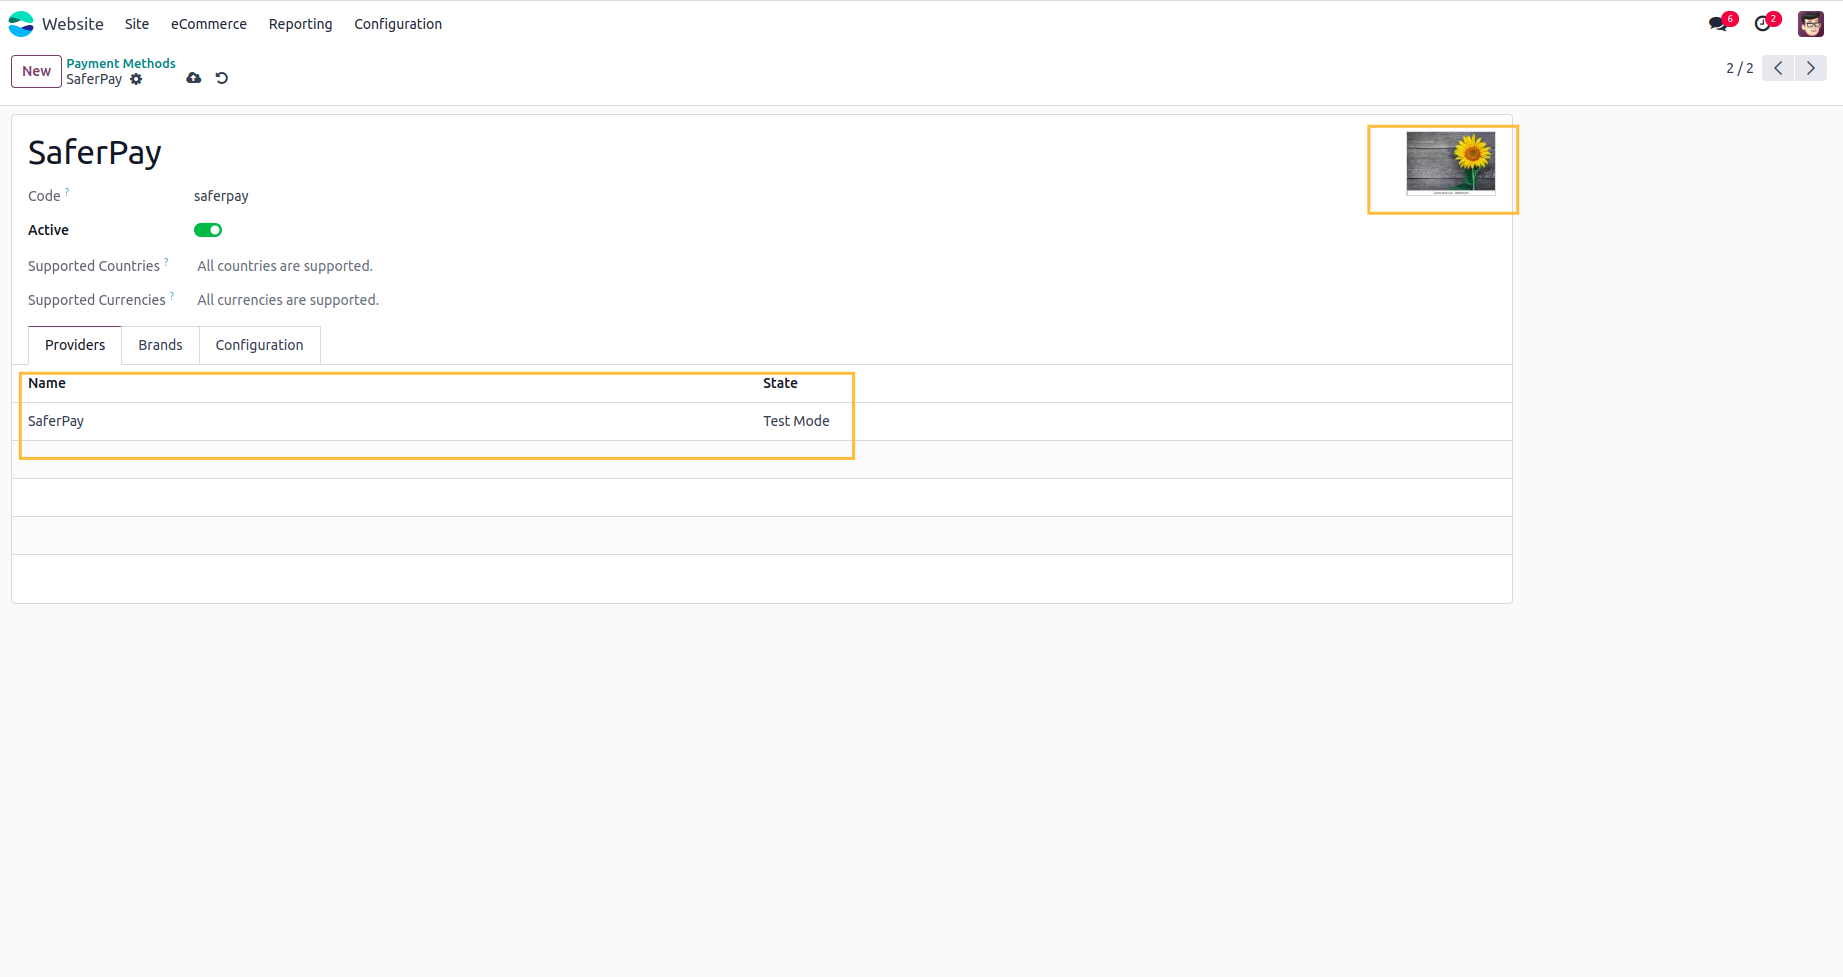 Website Site eCommerce Reporting Configuration 6 2
New Payment Methods
SaferPay
2 / 2
SaferPay
Code ? saferpay
Active
Supported Countries ? All countries are supported.
Supported Currencies ? All currencies are supported.
Providers Brands Configuration
Name State
SaferPay Test Mode